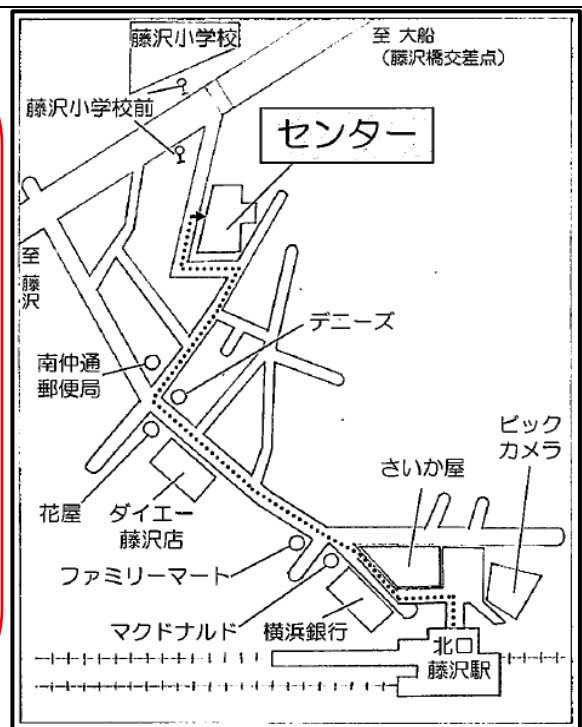 藤沢小学校
至 大船
(藤沢橋交差点)
藤沢小学校前
センター
至
藤
沢
デニーズ
南仲通
郵便局
ビック
カメラ
さいか屋
花屋
ダイエー
藤沢店
ファミリーマート
マクドナルド
横浜銀行
北口
藤沢駅